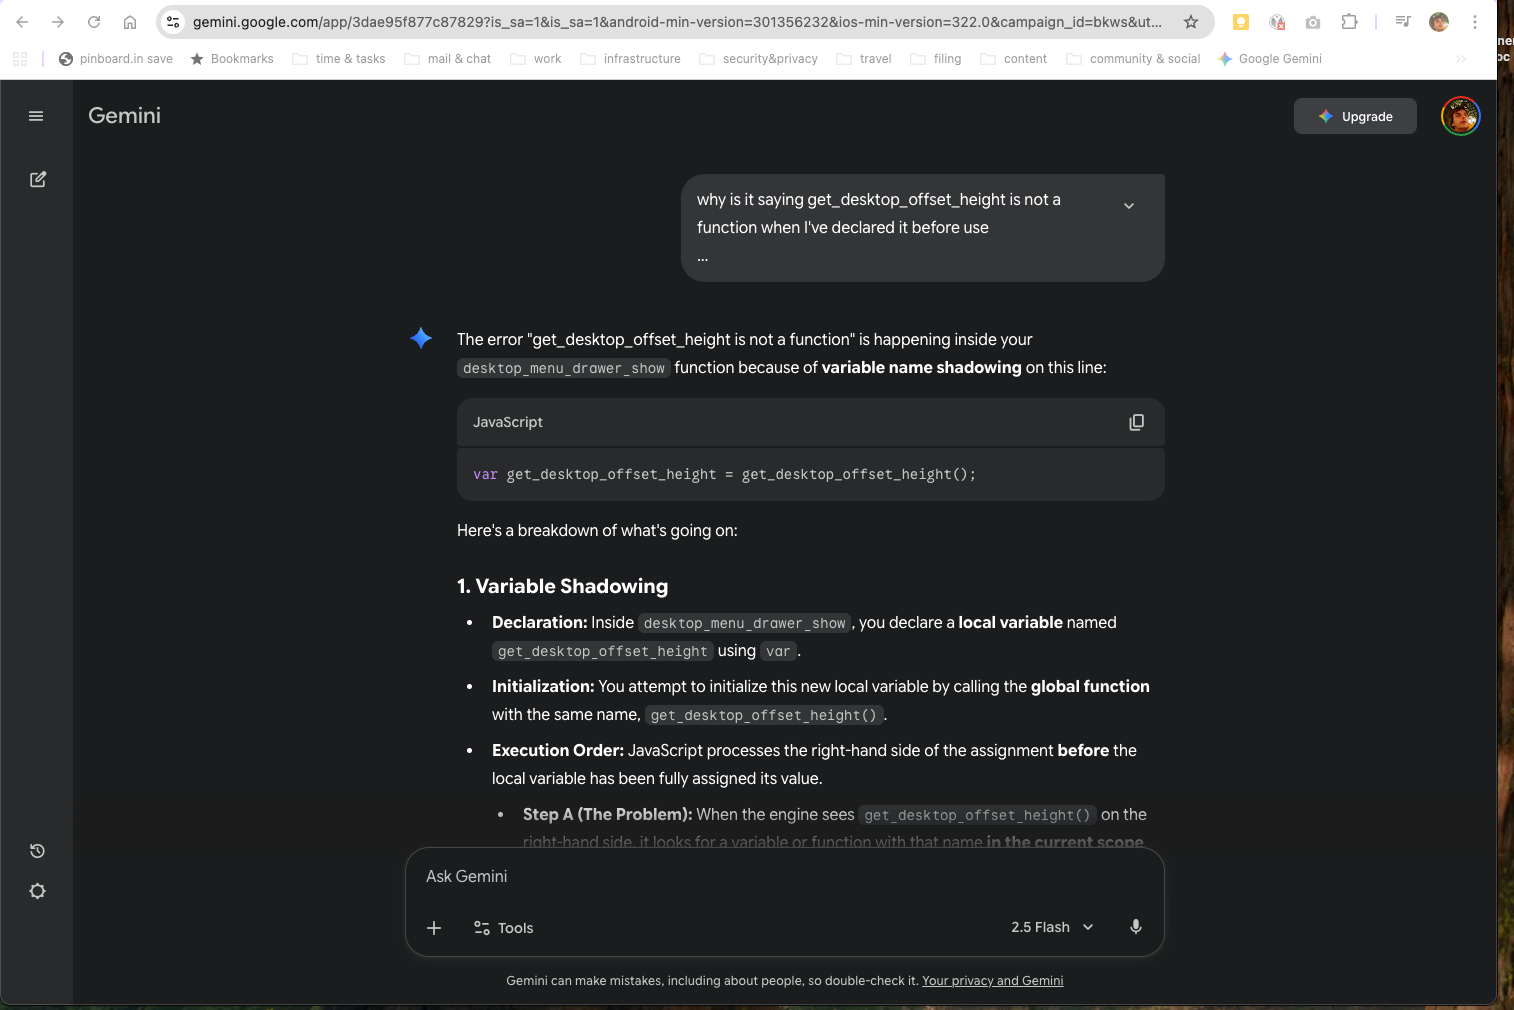 gemini.google.com/app/3dae95f877c87829?is_sa=1&is_sa=1&android-min-version=301356232&ios-min-version=322.0&campaign_id=bkws&ut...
pinboard.in save Bookmarks time & tasks mail & chat work infrastructure security&privacy travel filing content community & social Google Gemini
Gemini
Upgrade
why is it saying get_desktop_offset_height is not a
function when I've declared it before use
...
The error "get_desktop_offset_height is not a function" is happening inside your
desktop_menu_drawer_show function because of variable name shadowing on this line:
JavaScript
var get_desktop_offset_height = get_desktop_offset_height();
Here's a breakdown of what's going on:
1. Variable Shadowing
• Declaration: Inside desktop_menu_drawer_show, you declare a local variable named
get_desktop_offset_height using var.
• Initialization: You attempt to initialize this new local variable by calling the global function
with the same name, get_desktop_offset_height().
• Execution Order: JavaScript processes the right-hand side of the assignment before the
local variable has been fully assigned its value.
• Step A (The Problem): When the engine sees get_desktop_offset_height() on the
right-hand side, it looks for a variable or function with that name in the current scope.
Ask Gemini
Tools
2.5 Flash
Gemini can make mistakes, including about people, so double-check it. Your privacy and Gemini